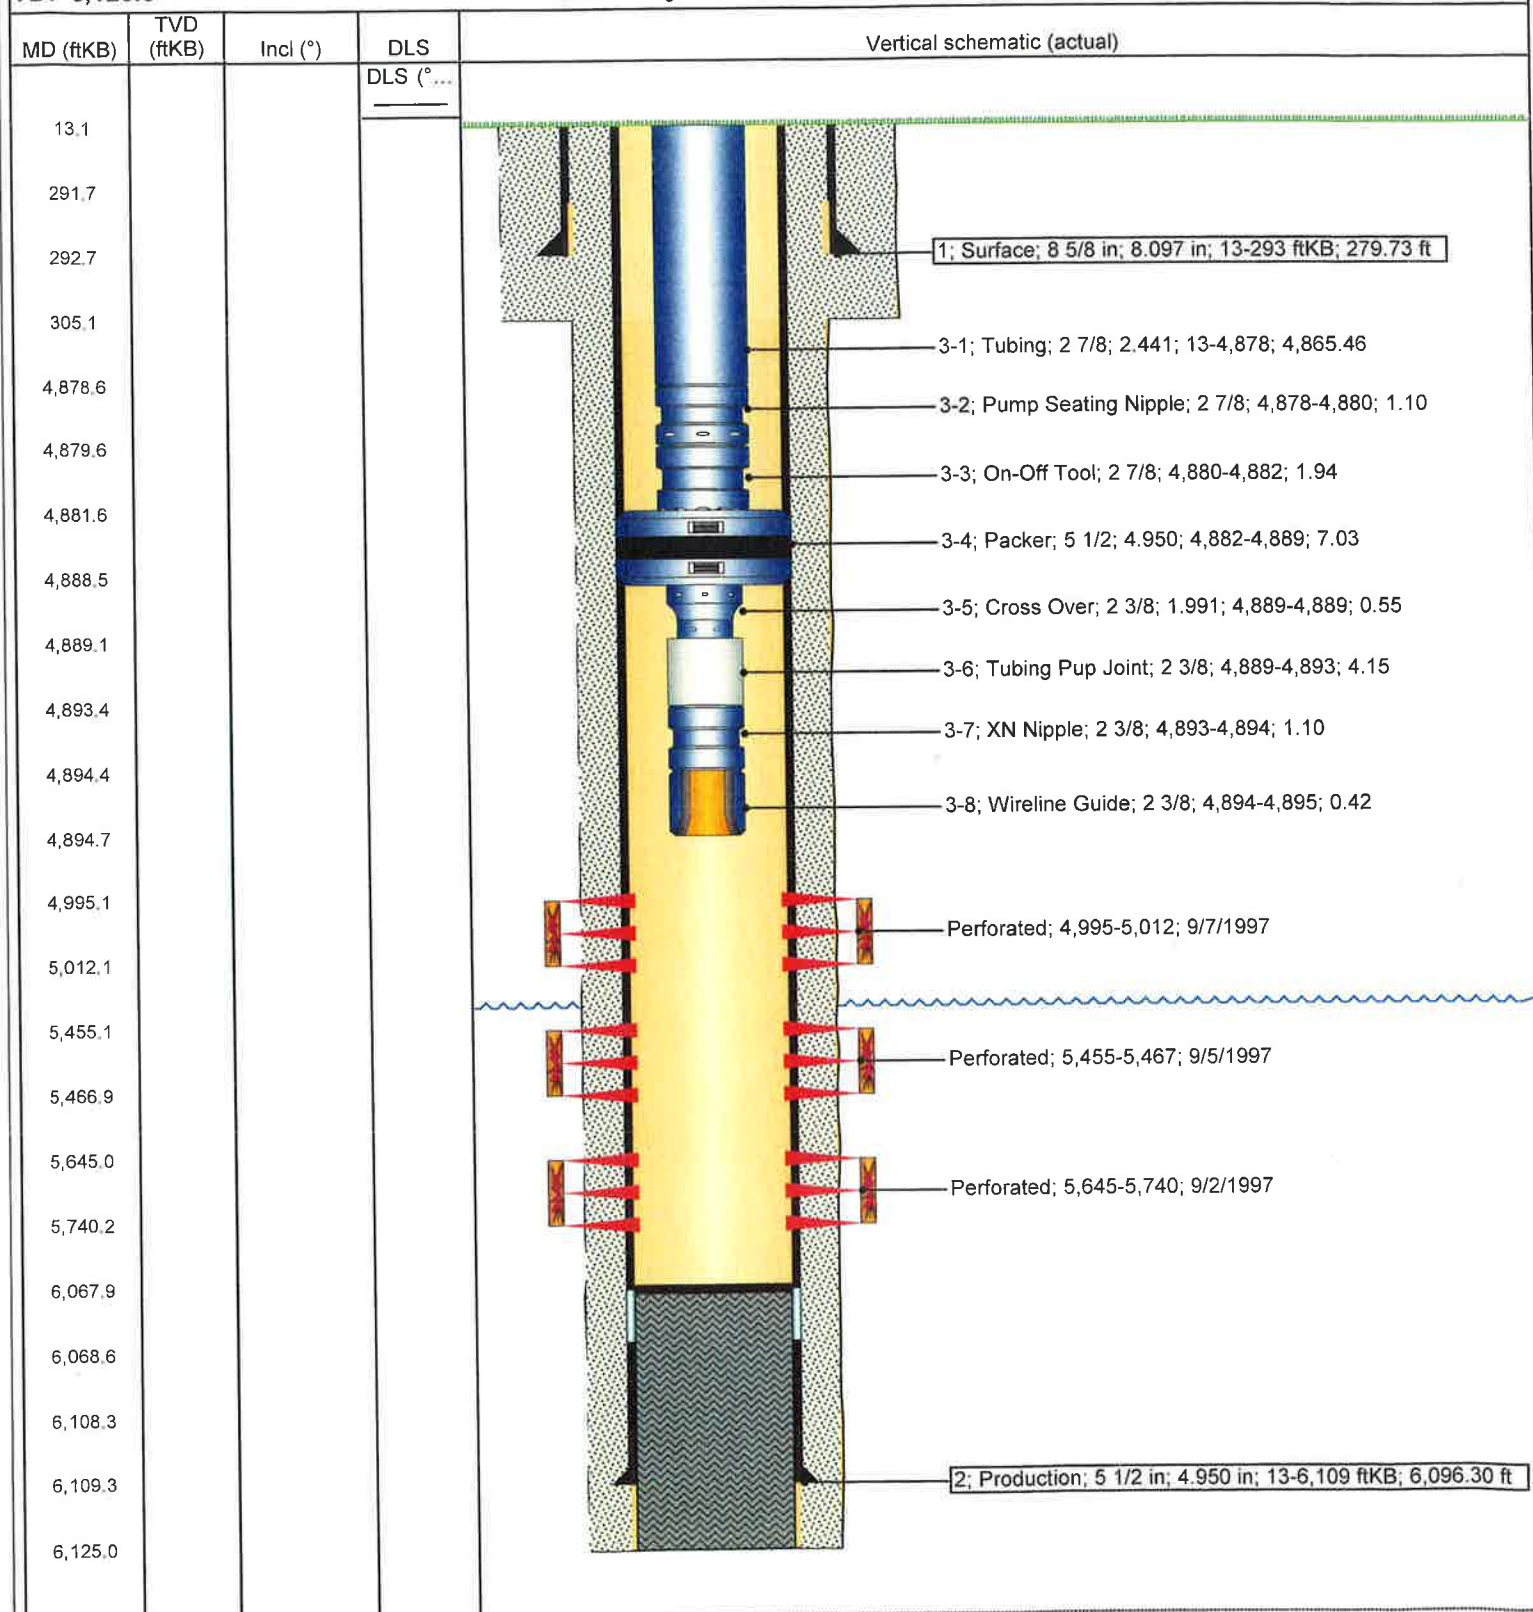 MD (ftKB)
TVD
(ftKB)
Incl (°)
DLS
Vertical schematic (actual)
DLS (°...
13.1
291.7
292.7
305.1
4,878.6
4,879.6
4,881.6
4,888.5
4,889.1
4,893.4
4,894.4
4,894.7
4,995.1
5,012.1
5,455.1
5,466.9
5,645.0
5,740.2
6,067.9
6,068.6
6,108.3
6,109.3
6,125.0
1; Surface; 8 5/8 in; 8.097 in; 13-293 ftKB; 279.73 ft
3-1; Tubing; 2 7/8; 2.441; 13-4,878; 4,865.46
3-2; Pump Seating Nipple; 2 7/8; 4,878-4,880; 1.10
3-3; On-Off Tool; 2 7/8; 4,880-4,882; 1.94
3-4; Packer; 5 1/2; 4.950; 4,882-4,889; 7.03
3-5; Cross Over; 2 3/8; 1.991; 4,889-4,889; 0.55
3-6; Tubing Pup Joint; 2 3/8; 4,889-4,893; 4.15
3-7; XN Nipple; 2 3/8; 4,893-4,894; 1.10
3-8; Wireline Guide; 2 3/8; 4,894-4,895; 0.42
Perforated; 4,995-5,012; 9/7/1997
Perforated; 5,455-5,467; 9/5/1997
Perforated; 5,645-5,740; 9/2/1997
2; Production; 5 1/2 in; 4.950 in; 13-6,109 ftKB; 6,096.30 ft